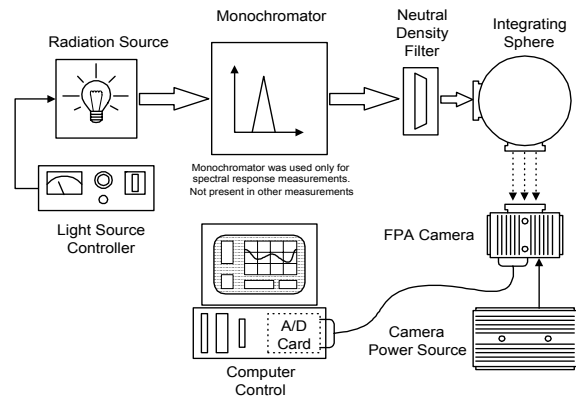 Monochromator
Neutral
Density
Filter
Integrating
Sphere
Radiation Source
Monochromator was used only for
spectral response measurements.
Not present in other measurements
Light Source
Controller
FPA Camera
A/D
Card
Camera
Power Source
Computer
Control